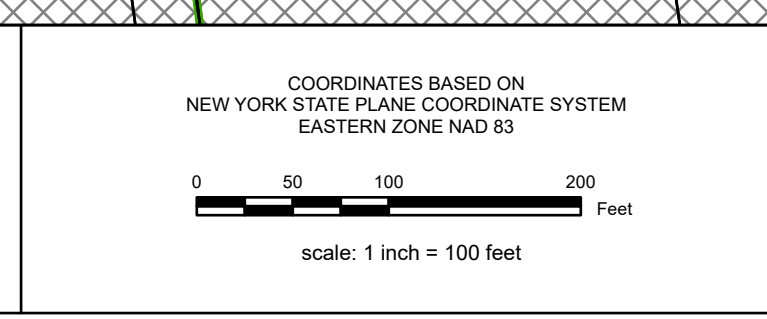 COORDINATES BASED ON
NEW YORK STATE PLANE COORDINATE SYSTEM
EASTERN ZONE NAD 83
0 50 100 200
Feet
scale: 1 inch = 100 feet